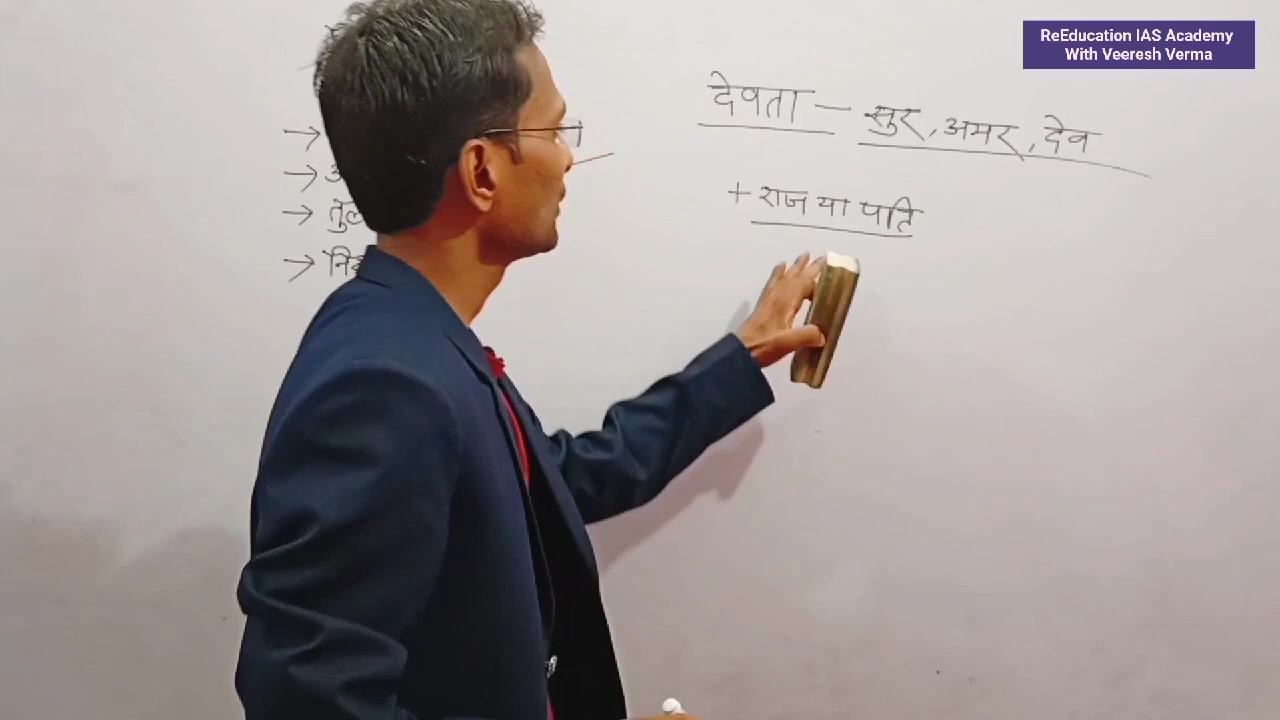 ReEducation IAS Academy
With Veeresh Verma
देवता — सुर, अमर, देव
+ राज या पति
→
→
→
→